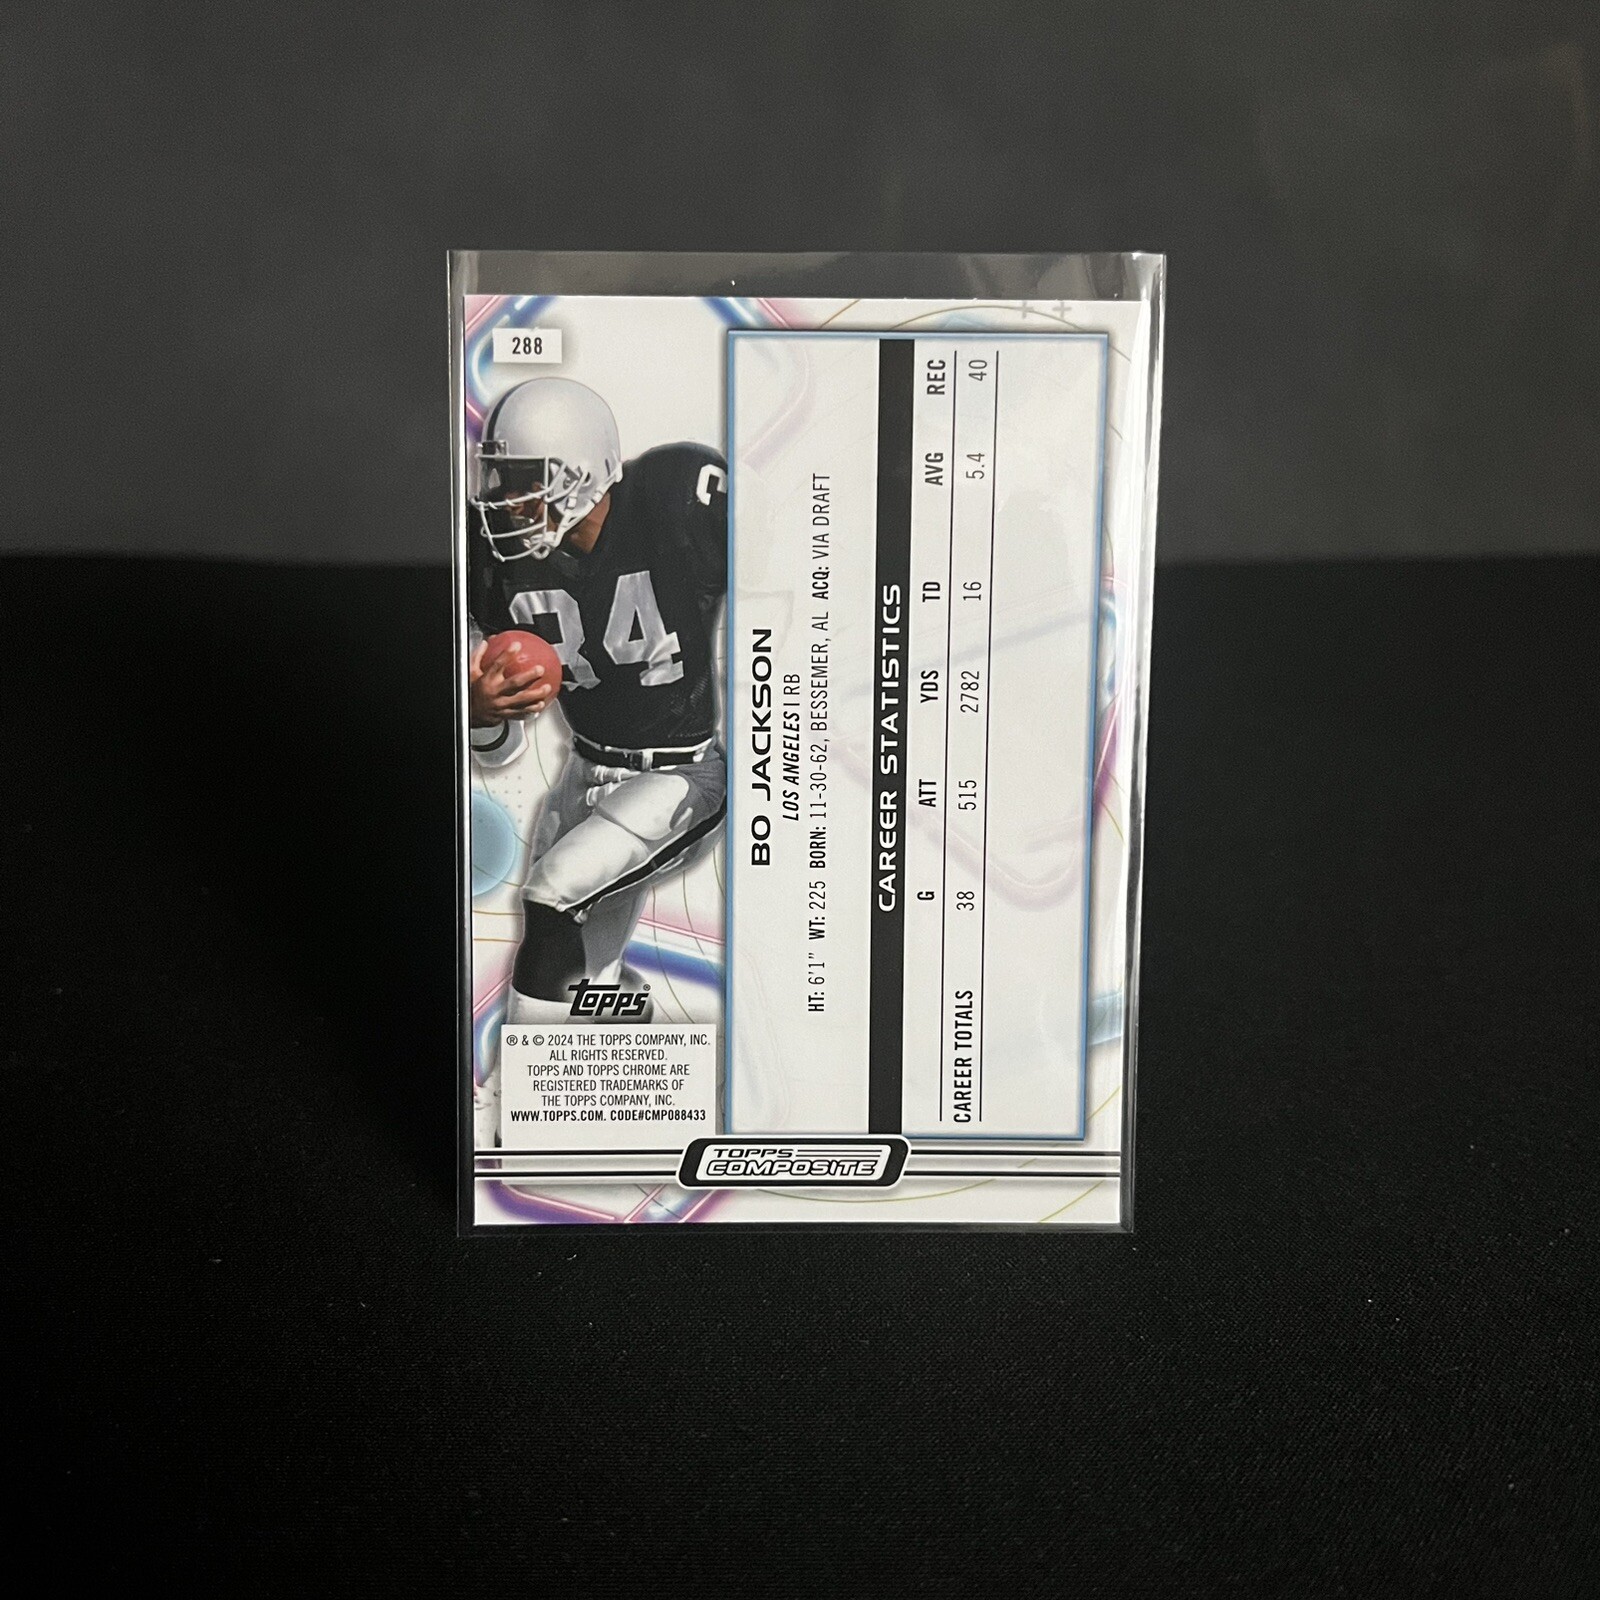 288
34
topps®
® & © 2024 THE TOPPS COMPANY, INC.
ALL RIGHTS RESERVED.
TOPPS AND TOPPS CHROME ARE
REGISTERED TRADEMARKS OF
THE TOPPS COMPANY, INC.
WWW.TOPPS.COM. CODE#CMP088433
BO JACKSON
LOS ANGELES | RB
HT: 6'1" WT: 225 BORN: 11-30-62, BESSEMER, AL ACQ: VIA DRAFT
CAREER STATISTICS
G ATT YDS TD AVG REC
CAREER TOTALS 38 515 2782 16 5.4 40
TOPPS
COMPOSITE